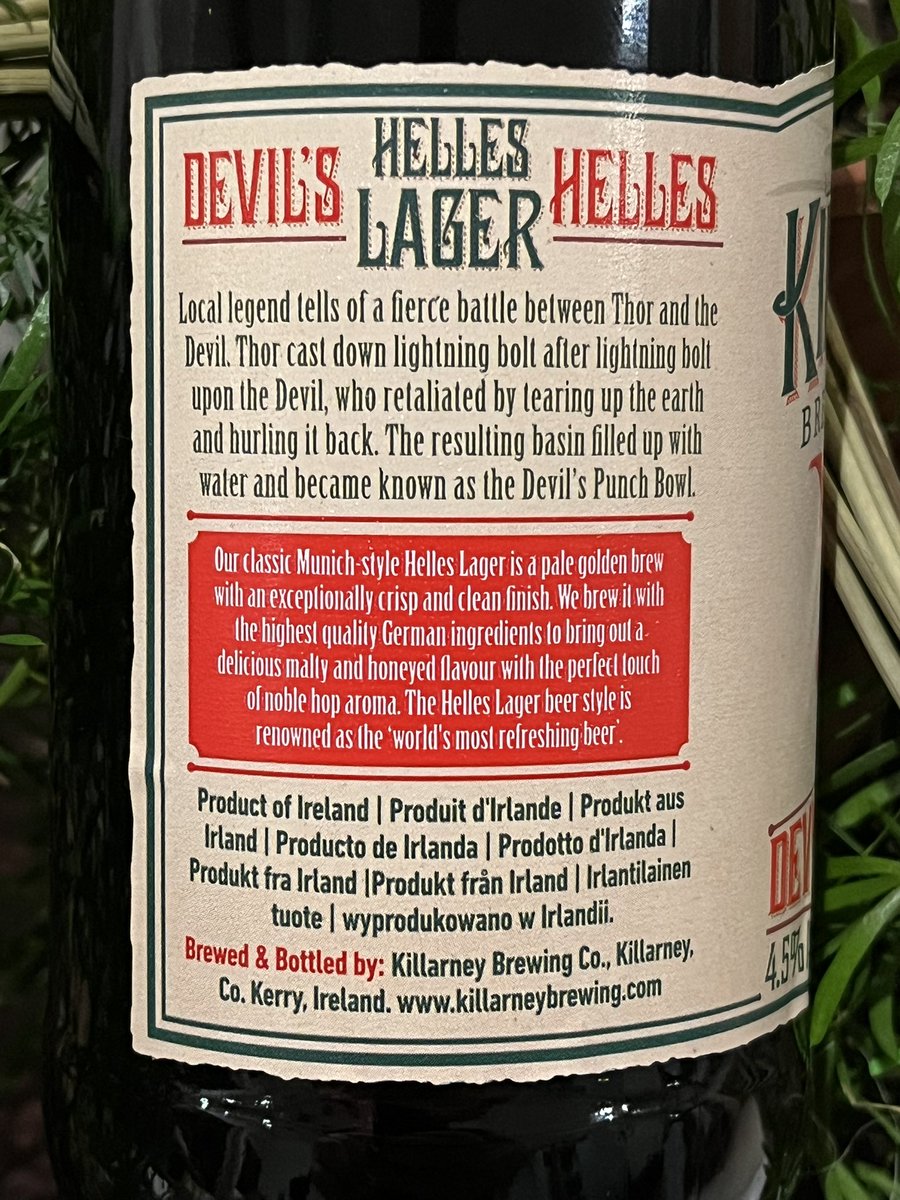 DEVIL'S HELLES LAGER HELLES
Local legend tells of a fierce battle between Thor and the
Devil. Thor cast down lightning bolt after lightning bolt
upon the Devil, who retaliated by tearing up the earth
and hurling it back. The resulting basin filled up with
water and became known as the Devil's Punch Bowl.
Our classic Munich-style Helles Lager is a pale golden brew
with an exceptionally crisp and clean finish. We brew it with
the highest quality German ingredients to bring out a
delicious malty and honeyed flavour with the perfect touch
of noble hop aroma. The Helles Lager beer style is
renowned as the 'world's most refreshing beer'.
Product of Ireland | Produit d'Irlande | Produkt aus
Irland | Producto de Irlanda | Prodotto d'Irlanda |
Produkt fra Irland |Produkt från Irland | Irlantilainen
tuote | wyprodukowano w Irlandii.
Brewed & Bottled by: Killarney Brewing Co., Killarney,
Co. Kerry, Ireland. www.killarneybrewing.com
4.5%